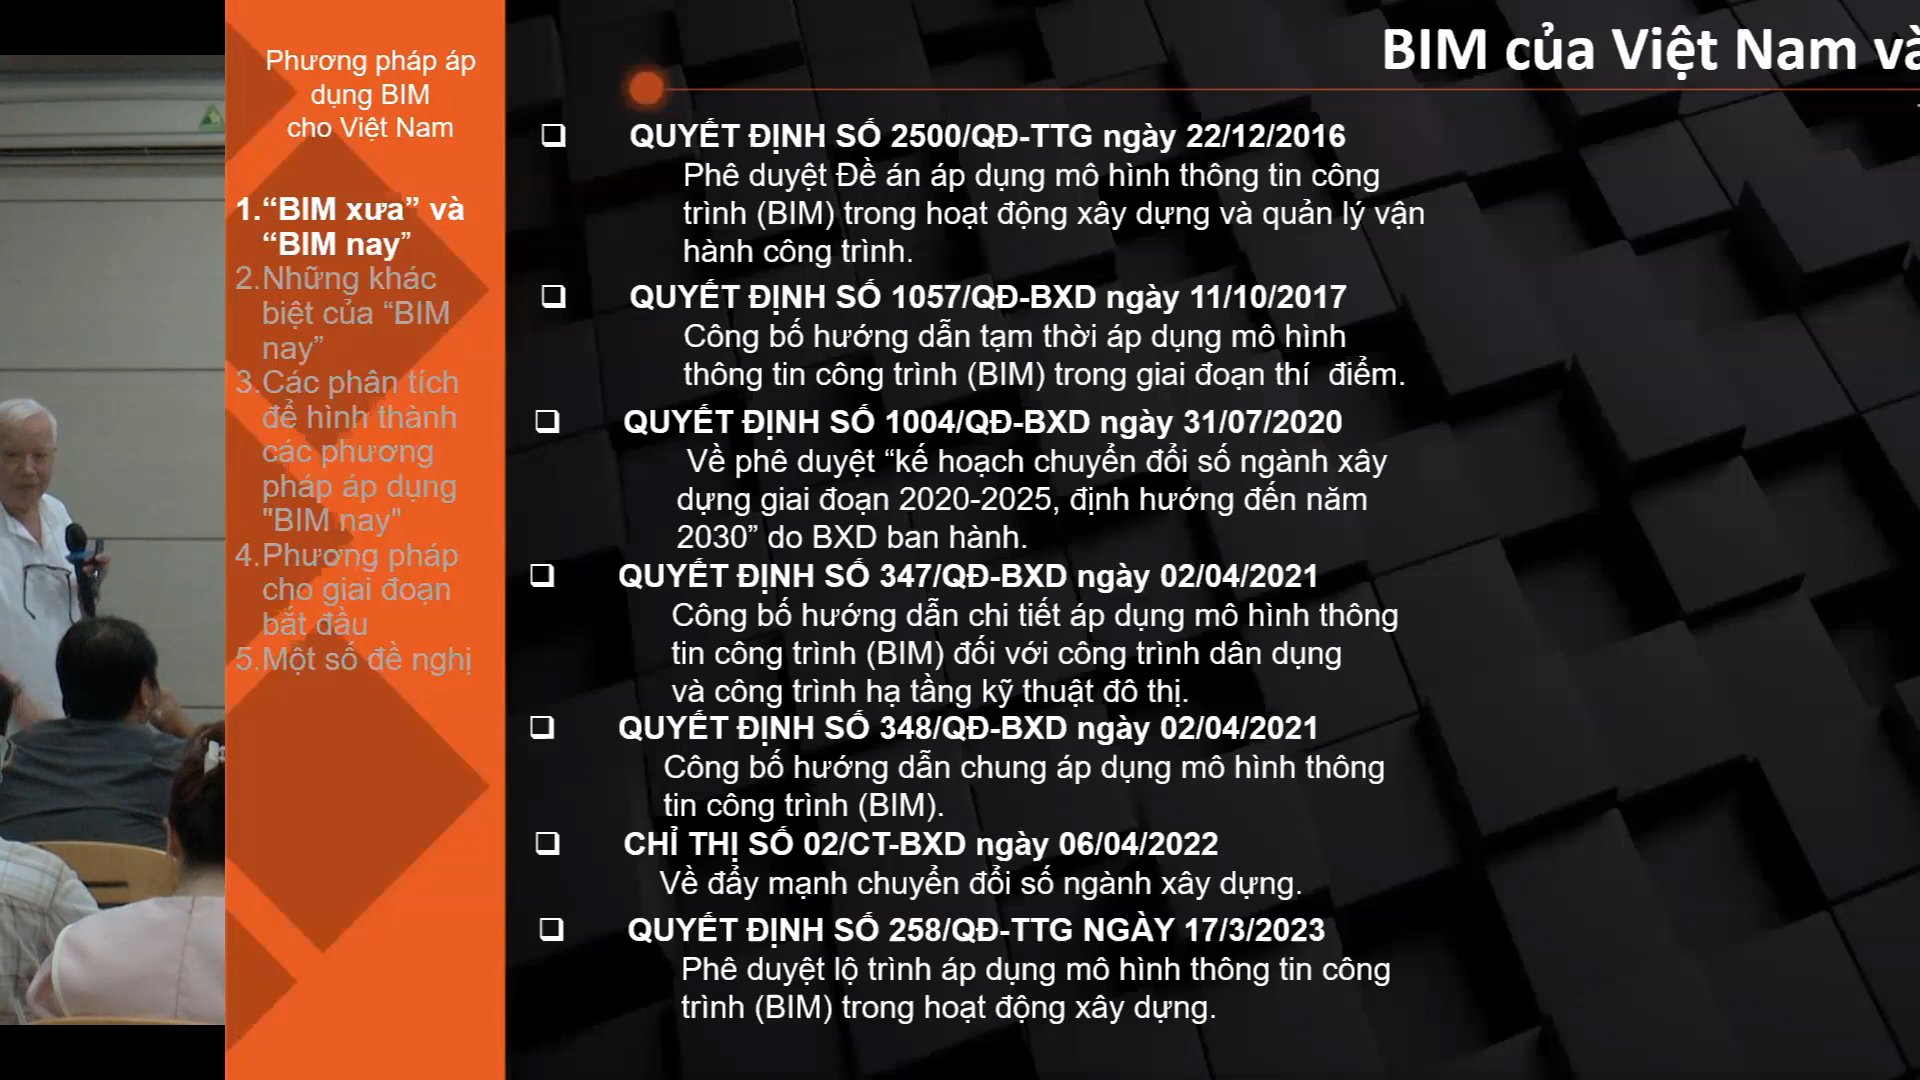 Phương pháp áp
dụng BIM
cho Việt Nam
1.“BIM xưa” và
“BIM nay”
2.Những khác
biệt của “BIM
nay”
3.Các phân tích
để hình thành
các phương
pháp áp dụng
"BIM nay"
4.Phương pháp
cho giai đoạn
bắt đầu
5.Một số đề nghị
BIM của Việt Nam và
❑ QUYẾT ĐỊNH SỐ 2500/QĐ-TTG ngày 22/12/2016
Phê duyệt Đề án áp dụng mô hình thông tin công
trình (BIM) trong hoạt động xây dựng và quản lý vận
hành công trình.
❑ QUYẾT ĐỊNH SỐ 1057/QĐ-BXD ngày 11/10/2017
Công bố hướng dẫn tạm thời áp dụng mô hình
thông tin công trình (BIM) trong giai đoạn thí điểm.
❑ QUYẾT ĐỊNH SỐ 1004/QĐ-BXD ngày 31/07/2020
Về phê duyệt “kế hoạch chuyển đổi số ngành xây
dựng giai đoạn 2020-2025, định hướng đến năm
2030” do BXD ban hành.
❑ QUYẾT ĐỊNH SỐ 347/QĐ-BXD ngày 02/04/2021
Công bố hướng dẫn chi tiết áp dụng mô hình thông
tin công trình (BIM) đối với công trình dân dụng
và công trình hạ tầng kỹ thuật đô thị.
❑ QUYẾT ĐỊNH SỐ 348/QĐ-BXD ngày 02/04/2021
Công bố hướng dẫn chung áp dụng mô hình thông
tin công trình (BIM).
❑ CHỈ THỊ SỐ 02/CT-BXD ngày 06/04/2022
Về đẩy mạnh chuyển đổi số ngành xây dựng.
❑ QUYẾT ĐỊNH SỐ 258/QĐ-TTG NGÀY 17/3/2023
Phê duyệt lộ trình áp dụng mô hình thông tin công
trình (BIM) trong hoạt động xây dựng.